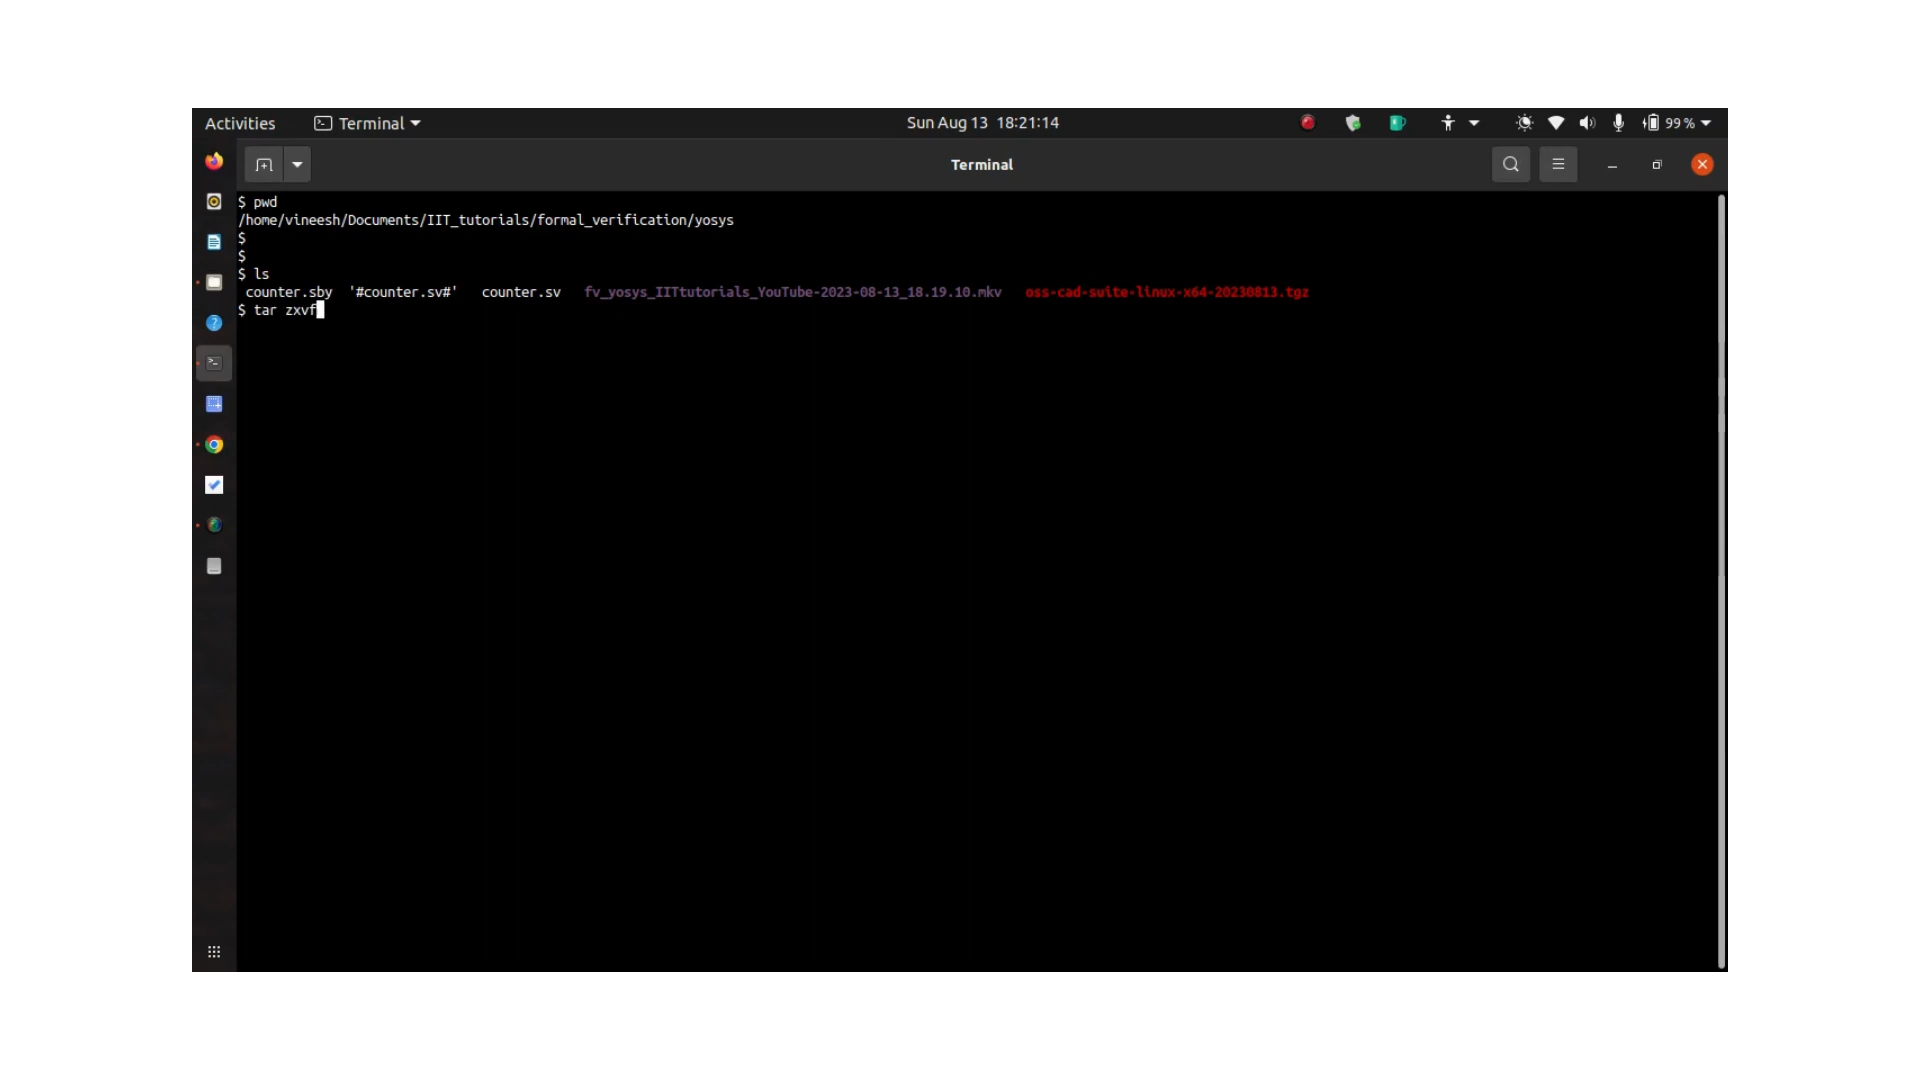 Activities Terminal Sun Aug 13 18:21:14 99 %
Terminal
$ pwd
/home/vineesh/Documents/IIT_tutorials/formal_verification/yosys
$
$
$ ls
counter.sby '#counter.sv#' counter.sv fv_yosys_IITtutorials_YouTube-2023-08-13_18.19.10.mkv oss-cad-suite-linux-x64-20230813.tgz
$ tar zxvf